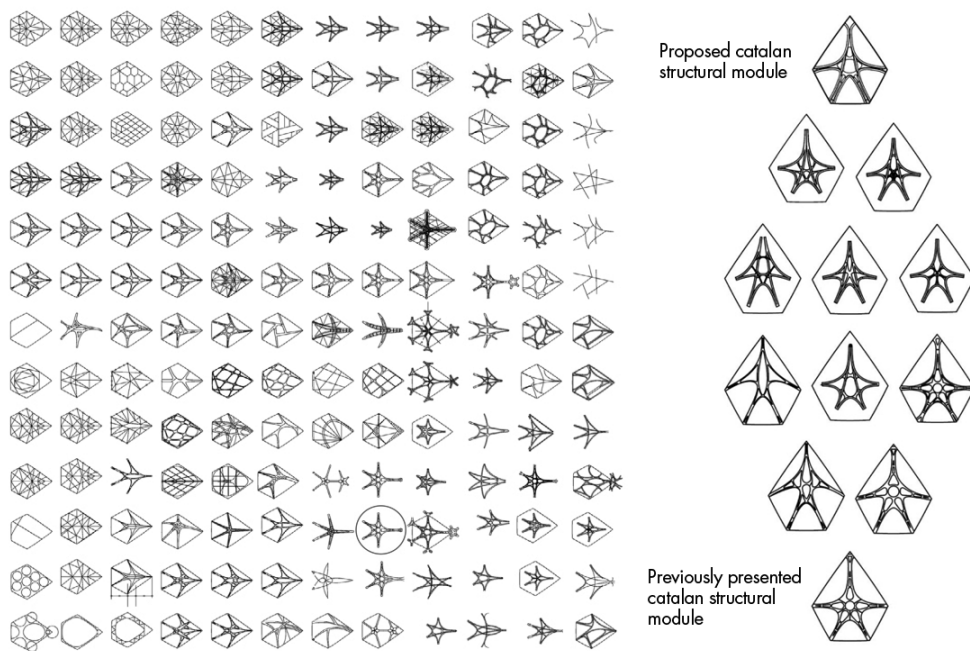 Proposed catalan
structural module
Previously presented
catalan structural
module